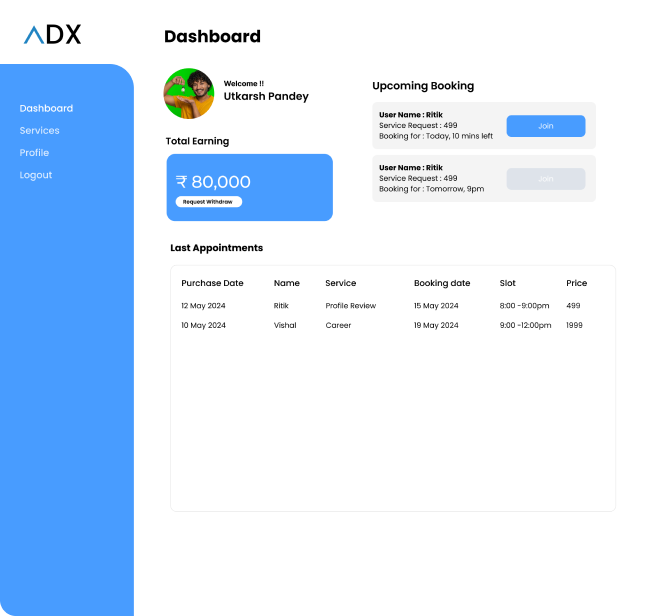 ADX
Dashboard
Dashboard
Services
Profile
Logout
Welcome !!
Utkarsh Pandey
Total Earning
₹ 80,000
Request Withdraw
Upcoming Booking
User Name : Ritik
Service Request : 499
Booking for : Today, 10 mins left
Join
User Name : Ritik
Service Request : 499
Booking for : Tomorrow, 9pm
Join
Last Appointments
Purchase Date Name Service Booking date Slot Price
12 May 2024 Ritik Profile Review 15 May 2024 8:00 -9:00pm 499
10 May 2024 Vishal Career 19 May 2024 9:00 -12:00pm 1999